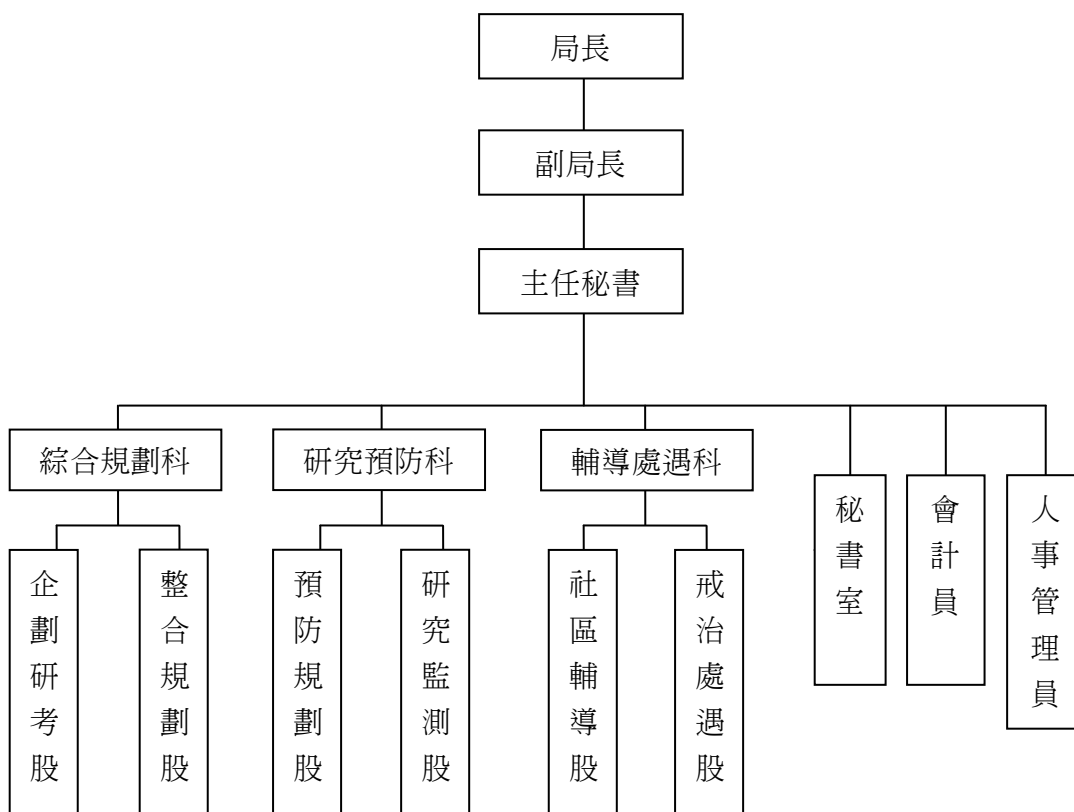 局長
副局長
主任秘書
綜合規劃科
研究預防科
輔導處遇科
秘書室
會計員
人事管理員
企劃研考股
整合規劃股
預防規劃股
研究監測股
社區輔導股
戒治處遇股